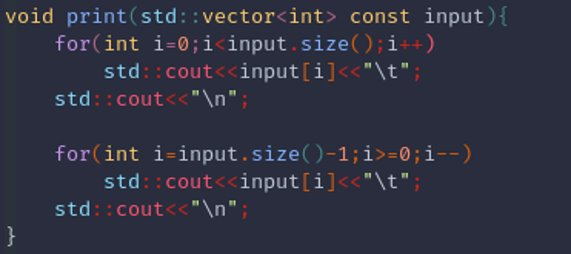 void print(std::vector<int> const input){
    for(int i=0;i<input.size();i++)
        std::cout<<input[i]<<"\t";
    std::cout<<"\n";

    for(int i=input.size()-1;i>=0;i--)
        std::cout<<input[i]<<"\t";
    std::cout<<"\n";
}